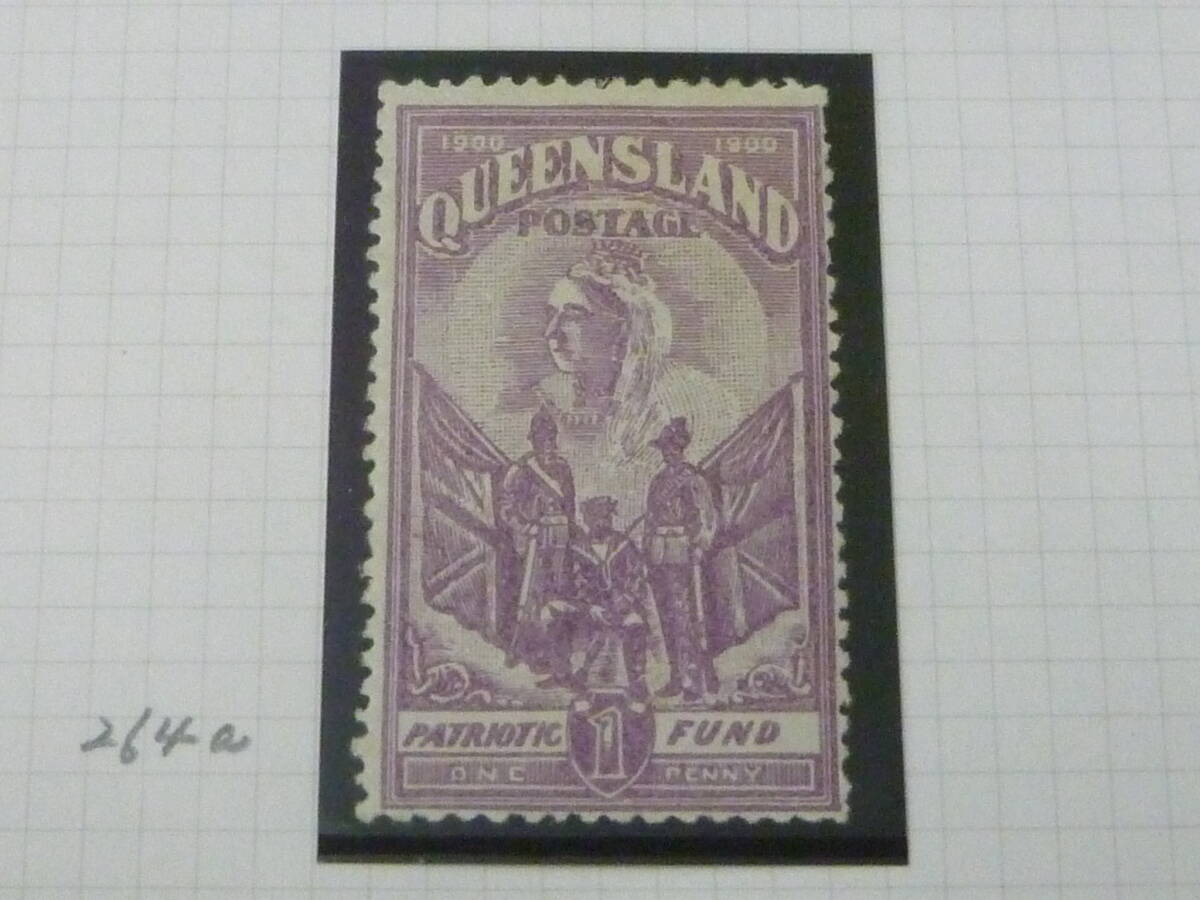 1900 1900
QUEENSLAND
POSTAGE
264a
PATRIOTIC 1 FUND
ONE PENNY